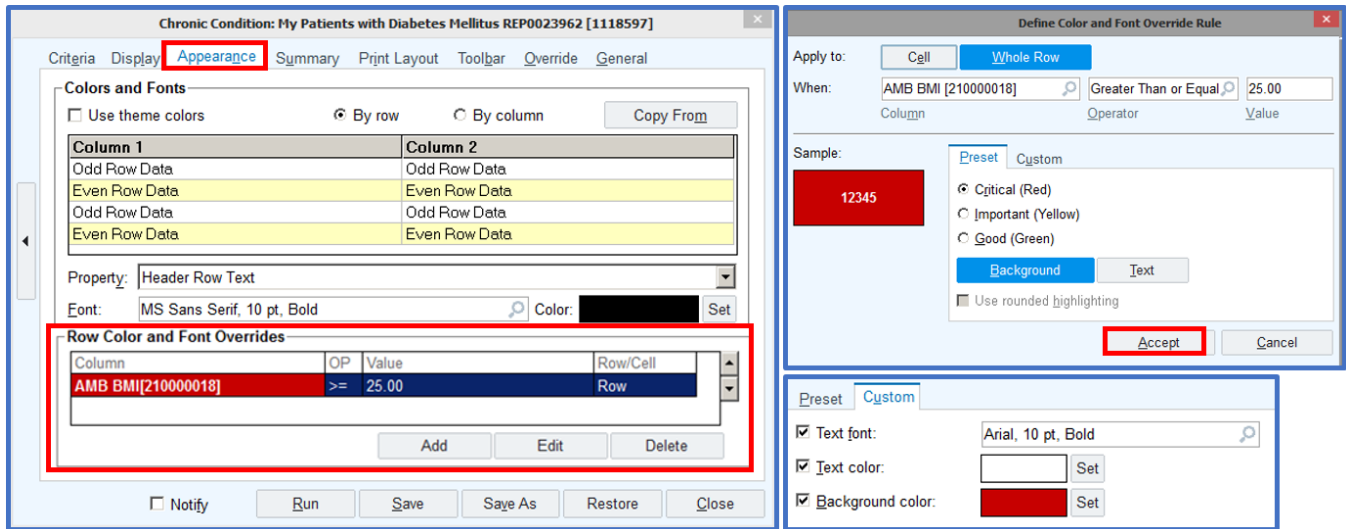 Chronic Condition: My Patients with Diabetes Mellitus REP0023962 [1118597]
Criteria Display Appearance Summary Print Layout Toolbar Override General
Colors and Fonts
Use theme colors By row By column Copy From
Column 1 Column 2
Odd Row Data Odd Row Data
Even Row Data Even Row Data
Odd Row Data Odd Row Data
Even Row Data Even Row Data
Property: Header Row Text
Font: MS Sans Serif, 10 pt, Bold Color: Set
Row Color and Font Overrides
Column OP Value Row/Cell
AMB BMI[210000018] >= 25.00 Row
Add Edit Delete
Notify Run Save Save As Restore Close
Define Color and Font Override Rule
Apply to: Cell Whole Row
When: AMB BMI [210000018] Greater Than or Equal 25.00
Column Operator Value
Sample: Preset Custom
12345
Critical (Red)
Important (Yellow)
Good (Green)
Background Text
Use rounded highlighting
Accept Cancel
Preset Custom
Text font: Arial, 10 pt, Bold
Text color: Set
Background color: Set